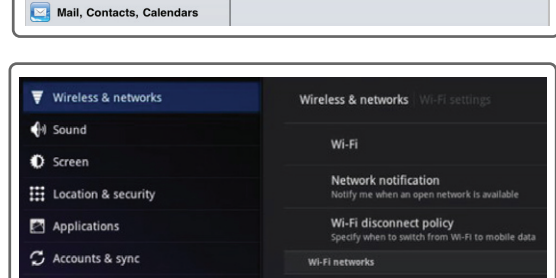 Mail, Contacts, Calendars
Wireless & networks
Sound
Screen
Location & security
Applications
Accounts & sync
Wireless & networks Wi-Fi settings
Wi-Fi
Network notification
Notify me when an open network is available
Wi-Fi disconnect policy
Specify when to switch from Wi-Fi to mobile data
Wi-Fi networks